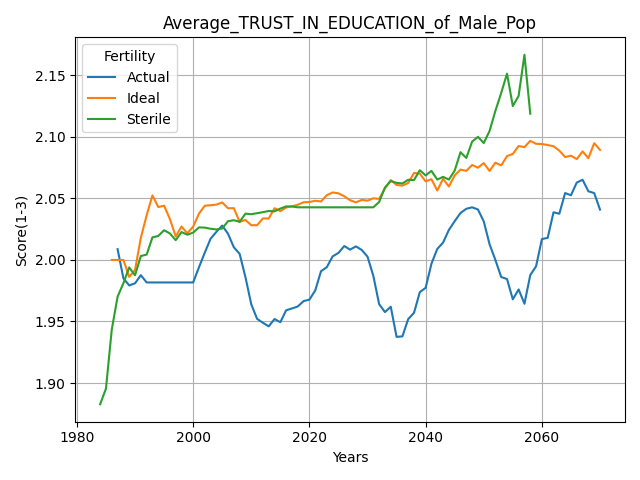 Average_TRUST_IN_EDUCATION_of_Male_Pop
Fertility
Actual
Ideal
Sterile
2.15
2.10
2.05
2.00
1.95
1.90
Score(1-3)
1980
2000
2020
2040
2060
Years